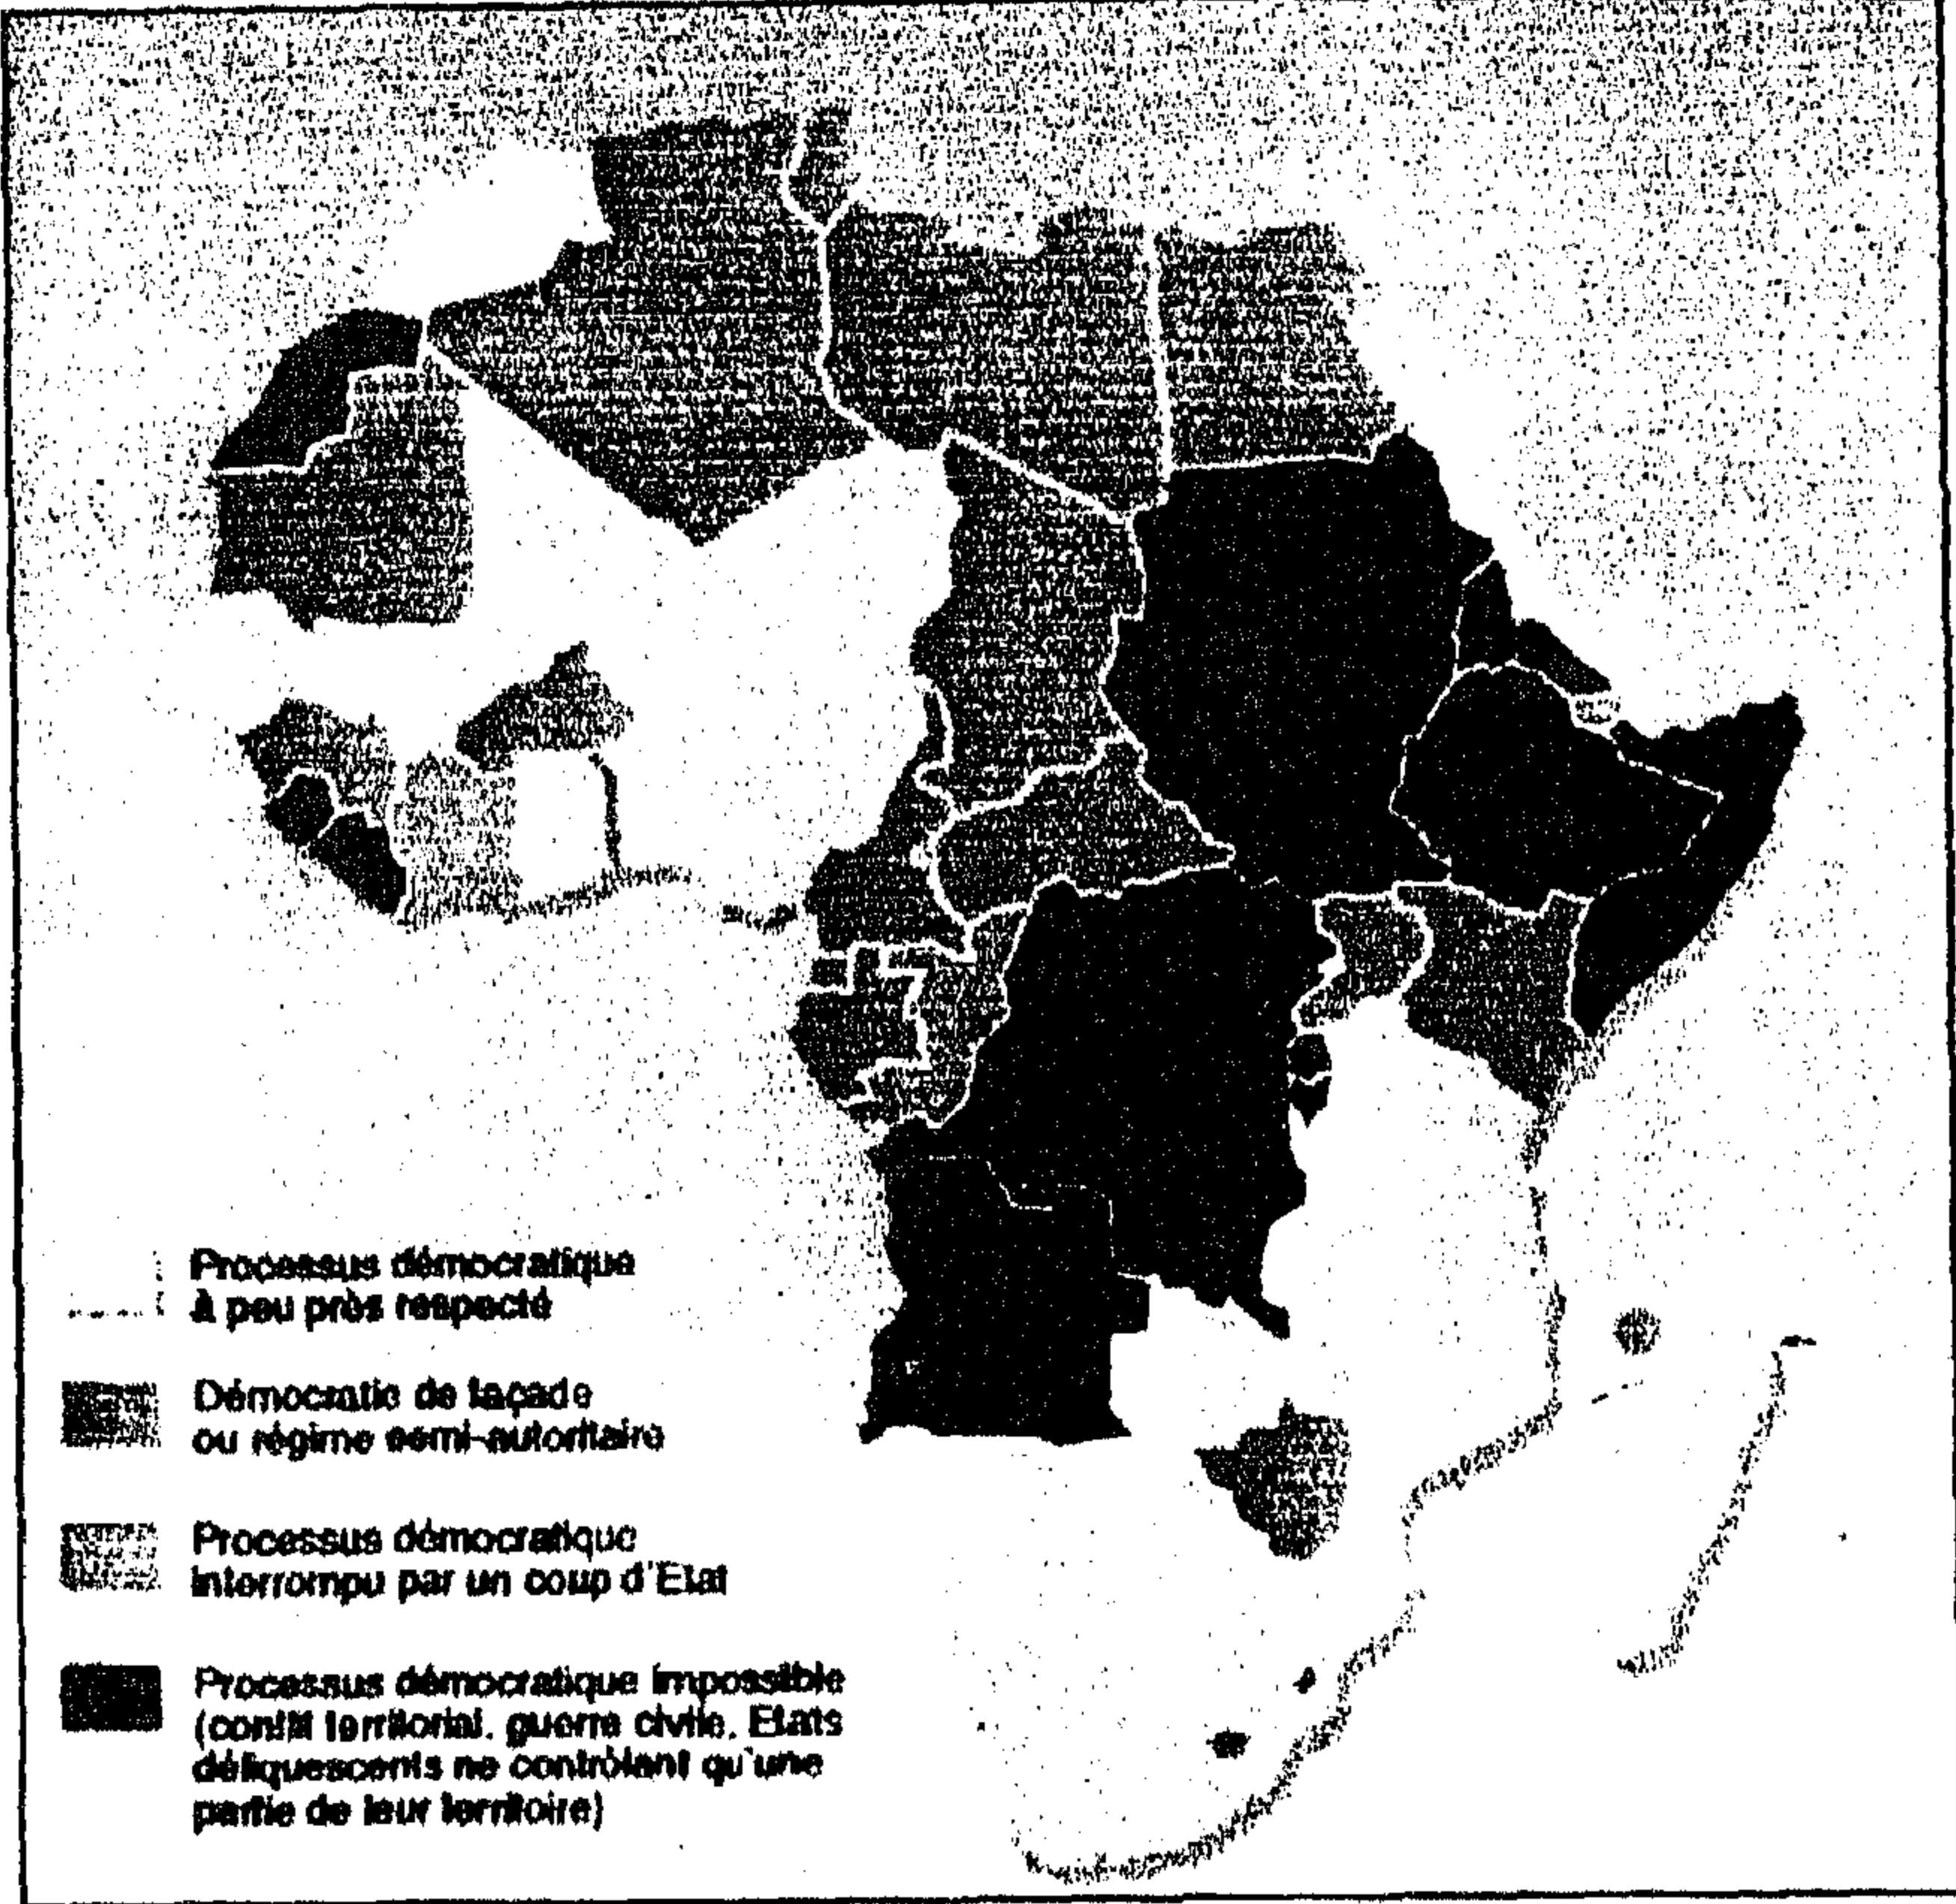 Processus démocratique
à peu près respecté
Démocratie de façade
ou régime semi-autoritaire
Processus démocratique
interrompu par un coup d'Etat
Processus démocratique impossible
(conflit territorial, guerre civile, Etats
déliquescents ne contrôlant qu'une
partie de leur territoire)